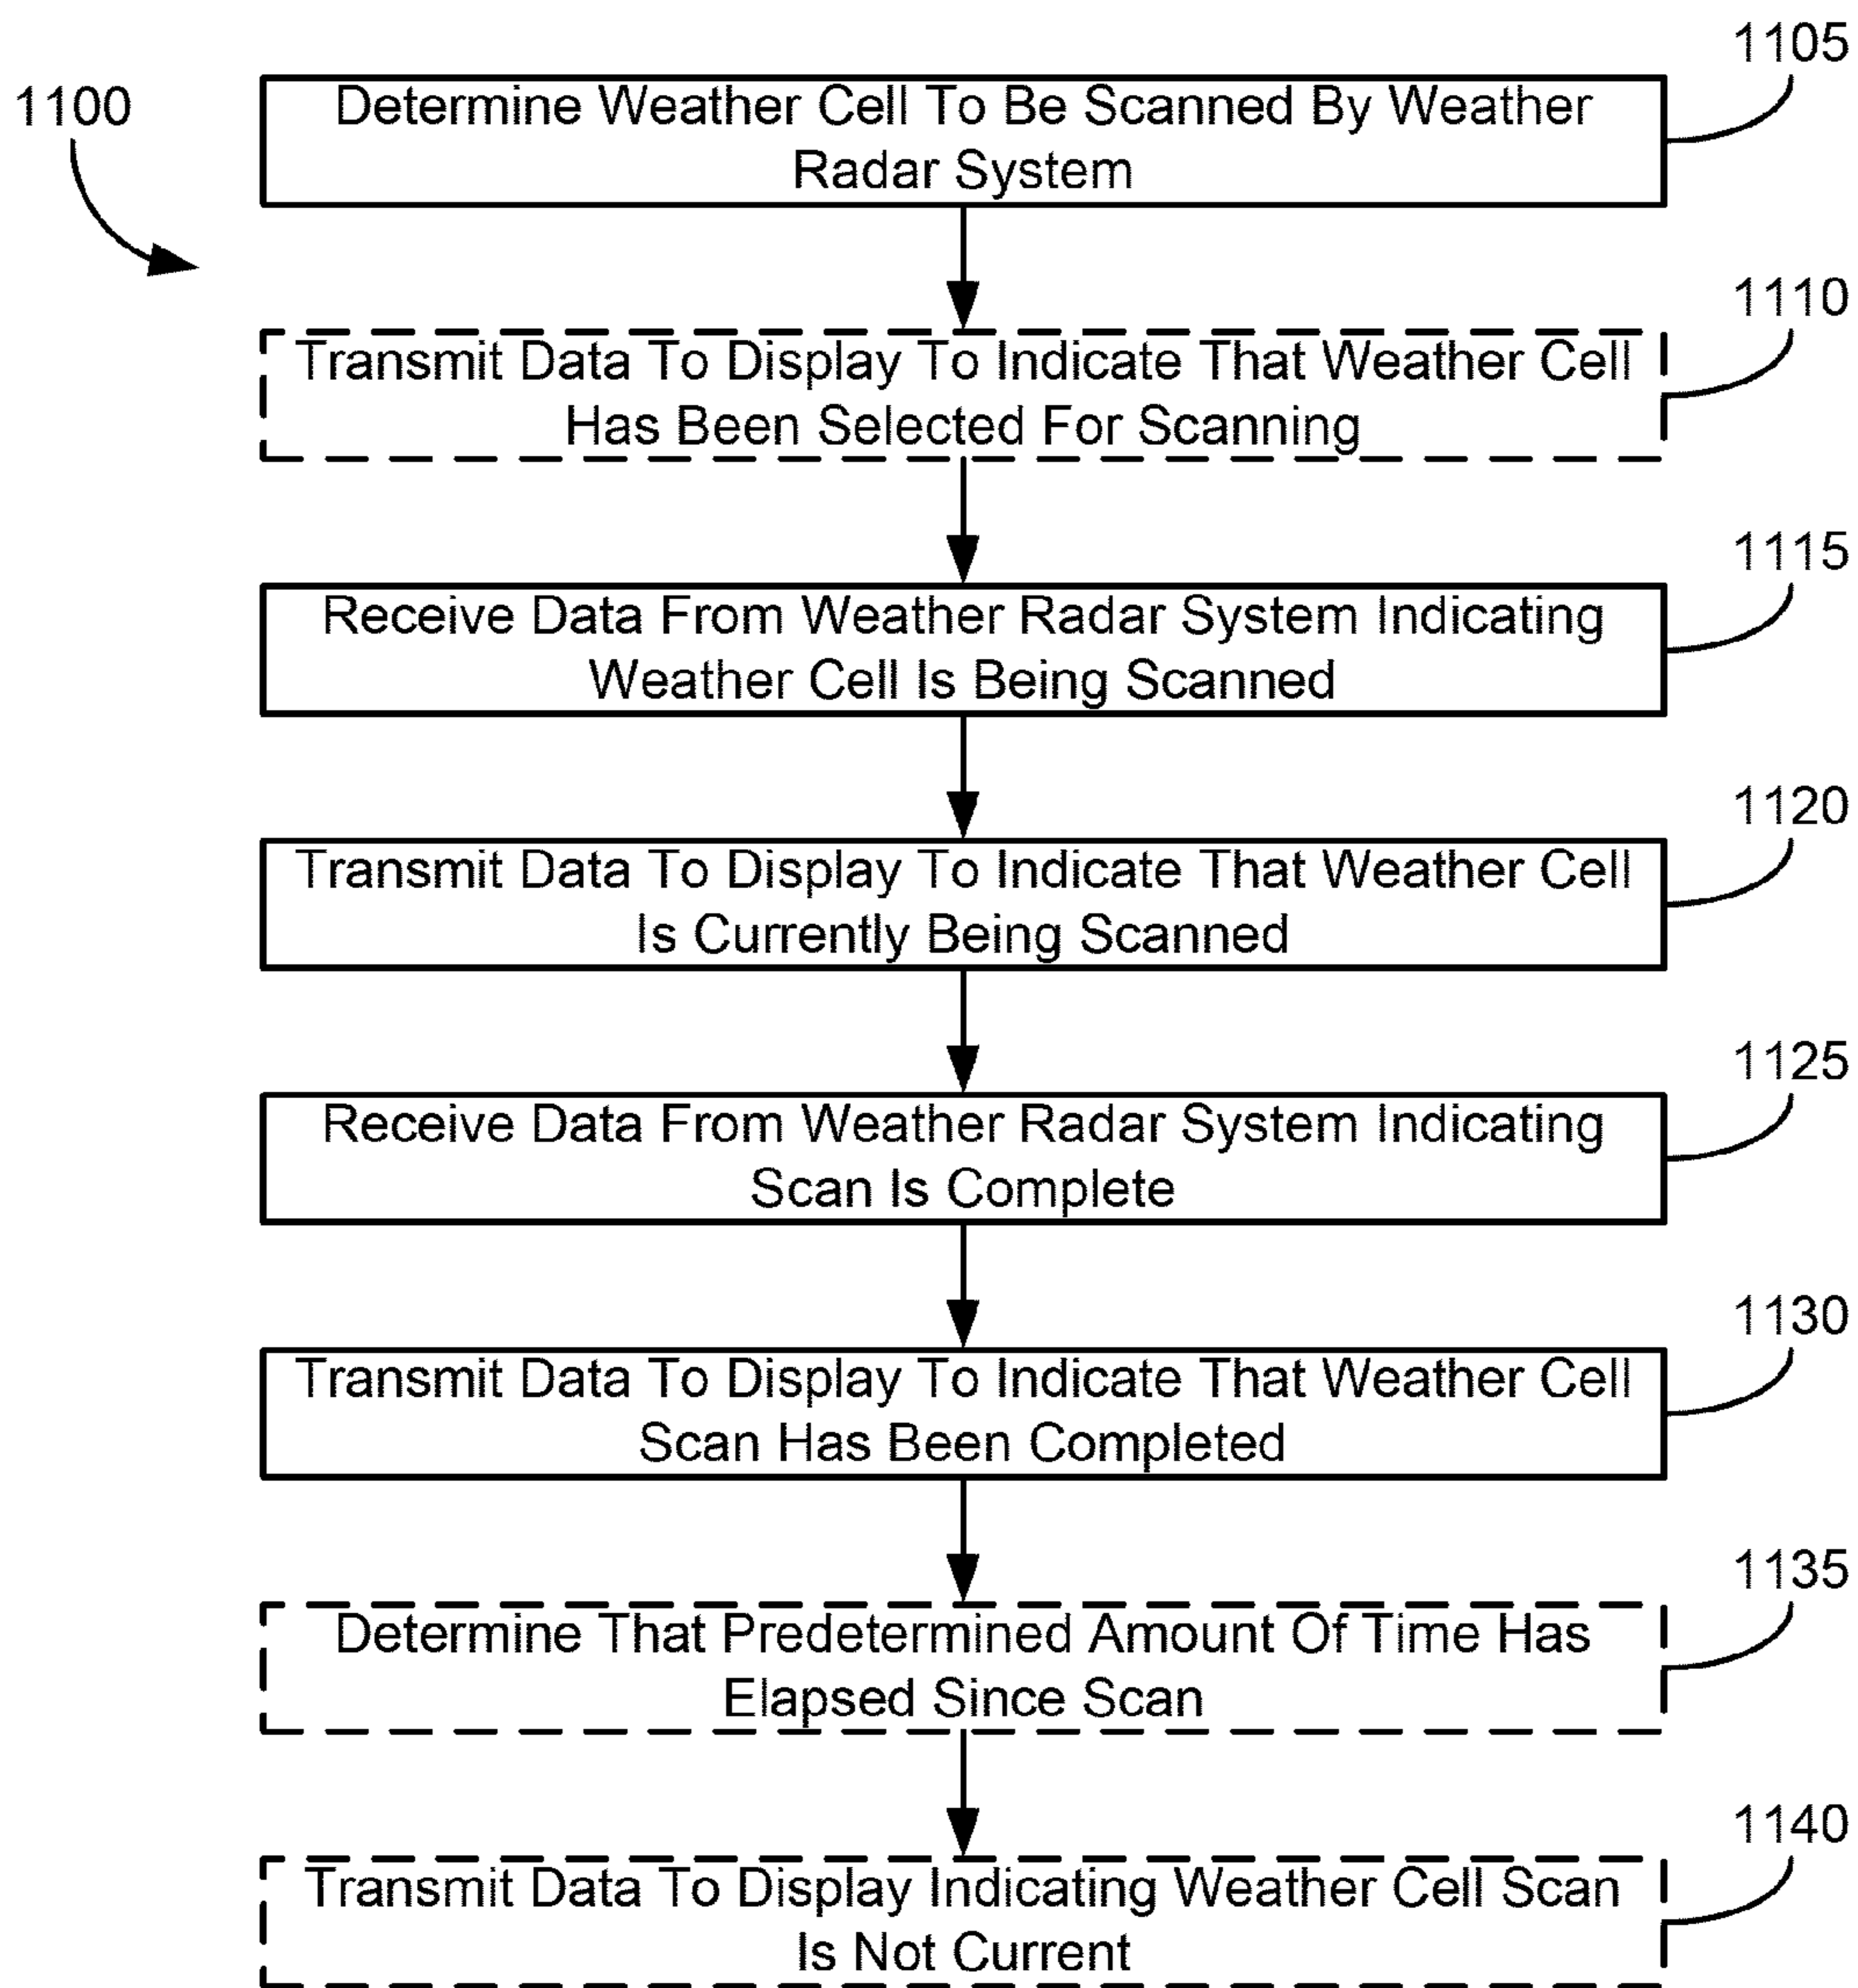 1105
1100
Determine Weather Cell To Be Scanned By Weather
Radar System
1110
Transmit Data To Display To Indicate That Weather Cell
Has Been Selected For Scanning
1115
Receive Data From Weather Radar System Indicating
Weather Cell Is Being Scanned
1120
Transmit Data To Display To Indicate That Weather Cell
Is Currently Being Scanned
1125
Receive Data From Weather Radar System Indicating
Scan Is Complete
1130
Transmit Data To Display To Indicate That Weather Cell
Scan Has Been Completed
1135
Determine That Predetermined Amount Of Time Has
Elapsed Since Scan
1140
Transmit Data To Display Indicating Weather Cell Scan
Is Not Current